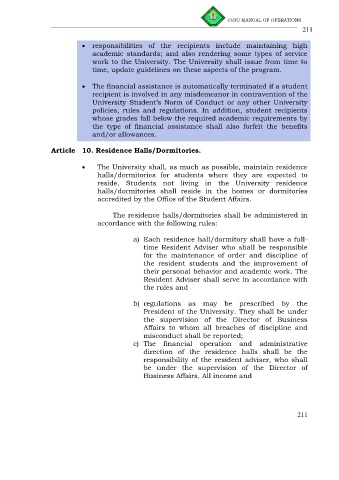 CvSU MANUAL OF OPERATIONS
211
• responsibilities of the recipients include maintaining high
academic standards; and also rendering some types of service
work to the University. The University shall issue from time to
time, update guidelines on these aspects of the program.
• The financial assistance is automatically terminated if a student
recipient is involved in any misdemeanor in contravention of the
University Student's Norm of Conduct or any other University
policies, rules and regulations. In addition, student recipients
whose grades fall below the required academic requirements by
the type of financial assistance shall also forfeit the benefits
and/or allowances.
Article 10. Residence Halls/Dormitories.
• The University shall, as much as possible, maintain residence
halls/dormitories for students where they are expected to
reside. Students not living in the University residence
halls/dormitories shall reside in the homes or dormitories
accredited by the Office of the Student Affairs.
The residence halls/dormitories shall be administered in
accordance with the following rules:
a) Each residence hall/dormitory shall have a full-
time Resident Adviser who shall be responsible
for the maintenance of order and discipline of
the resident students and the improvement of
their personal behavior and academic work. The
Resident Adviser shall serve in accordance with
the rules and
b) regulations as may be prescribed by the
President of the University. They shall be under
the supervision of the Director of Business
Affairs to whom all breaches of discipline and
misconduct shall be reported;
c) The financial operation and administrative
direction of the residence halls shall be the
responsibility of the resident adviser, who shall
be under the supervision of the Director of
Business Affairs. All income and
211